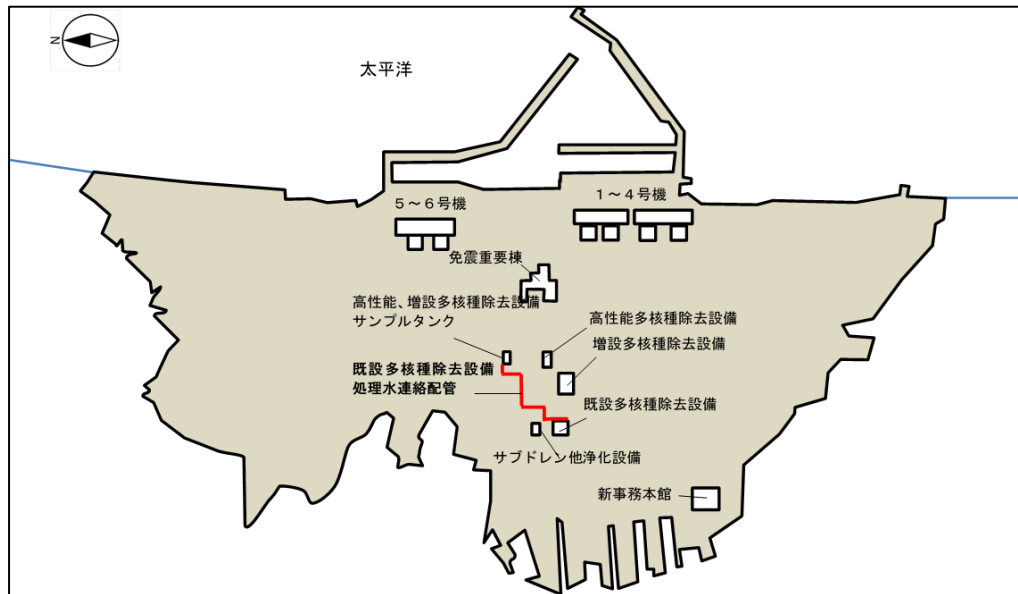 N
太平洋
5～6号機
1～4号機
免震重要棟
高性能、増設多核種除去設備
サンプルタンク
高性能多核種除去設備
増設多核種除去設備
既設多核種除去設備
処理水連絡配管
既設多核種除去設備
サブドレン他浄化設備
新事務本館